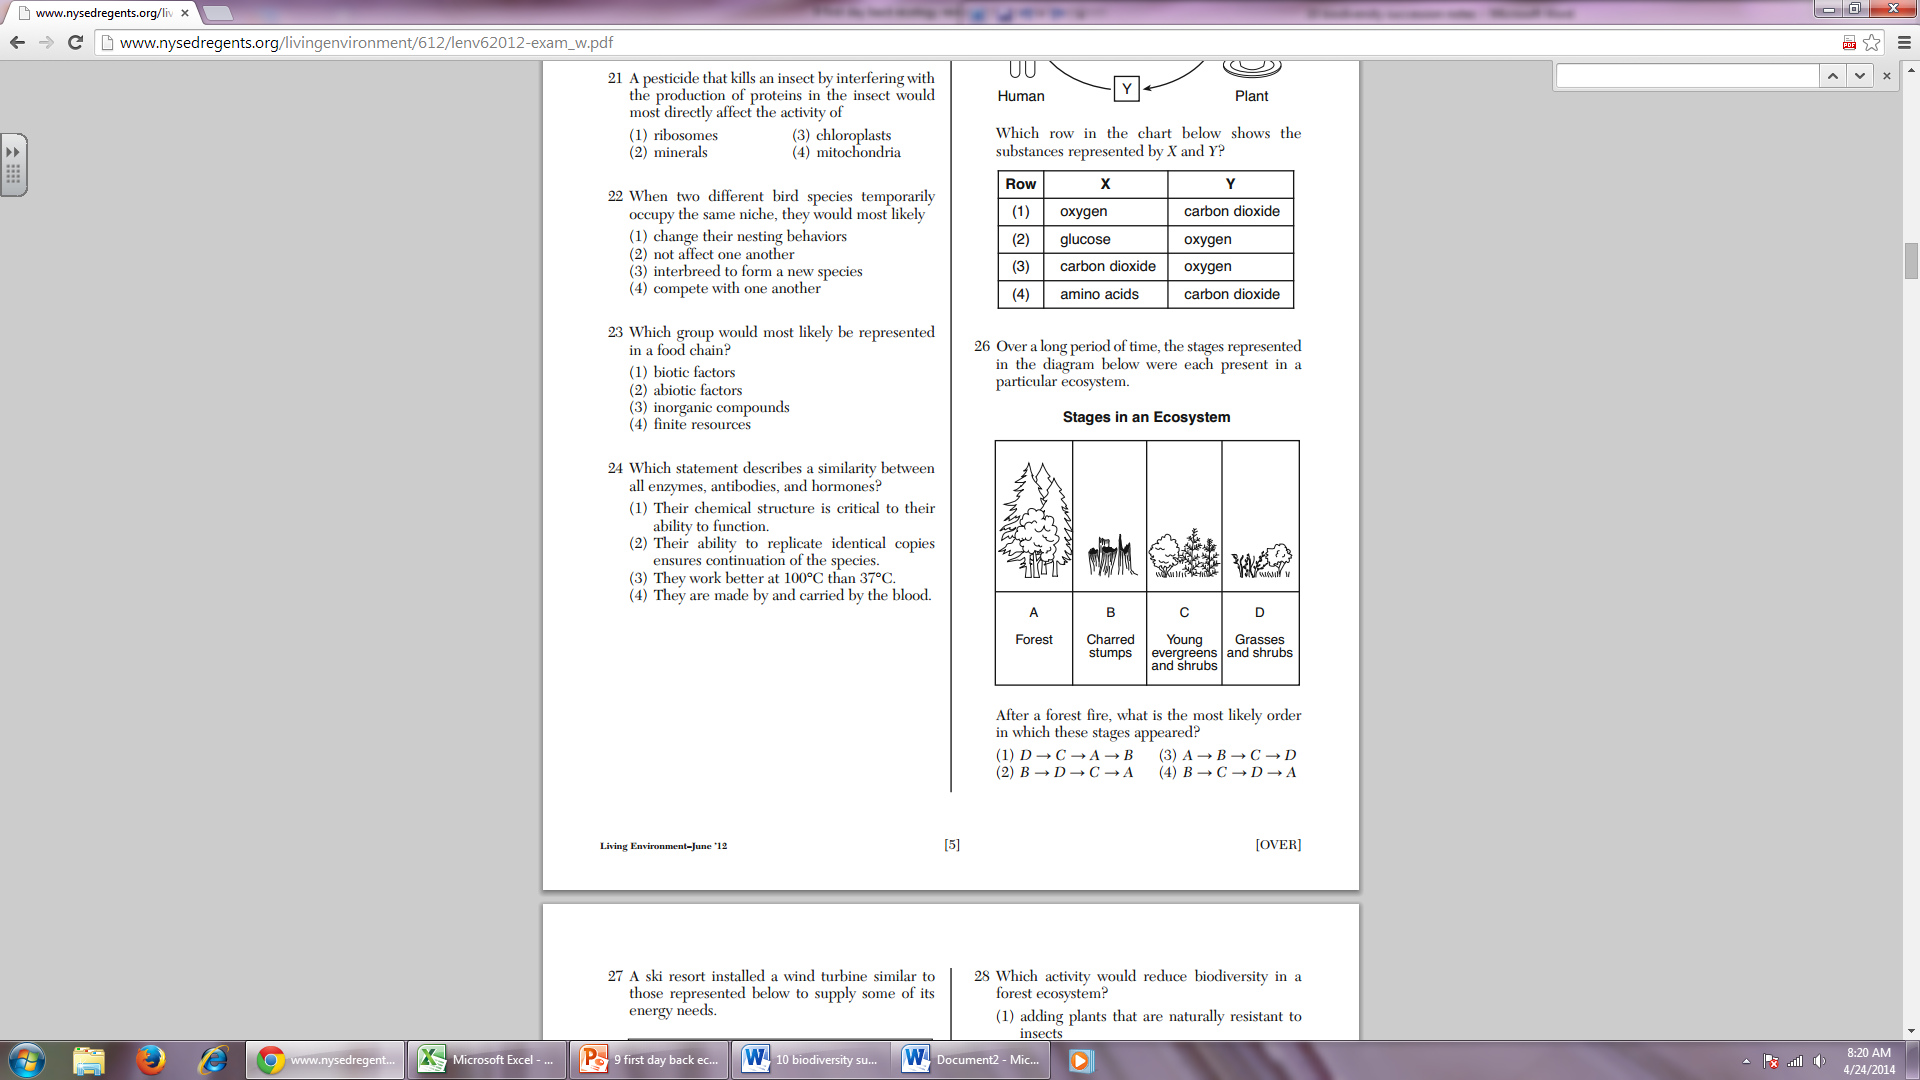 www.nysedregents.org/liv
www.nysedregents.org/livingenvironment/612/lenv62012-exam_w.pdf
21 A pesticide that kills an insect by interfering with
the production of proteins in the insect would
most directly affect the activity of
(1) ribosomes (3) chloroplasts
(2) minerals (4) mitochondria
22 When two different bird species temporarily
occupy the same niche, they would most likely
(1) change their nesting behaviors
(2) not affect one another
(3) interbreed to form a new species
(4) compete with one another
23 Which group would most likely be represented
in a food chain?
(1) biotic factors
(2) abiotic factors
(3) inorganic compounds
(4) finite resources
24 Which statement describes a similarity between
all enzymes, antibodies, and hormones?
(1) Their chemical structure is critical to their
ability to function.
(2) Their ability to replicate identical copies
ensures continuation of the species.
(3) They work better at 100°C than 37°C.
(4) They are made by and carried by the blood.
Human Y Plant
Which row in the chart below shows the
substances represented by X and Y?
Row X Y
(1) oxygen carbon dioxide
(2) glucose oxygen
(3) carbon dioxide oxygen
(4) amino acids carbon dioxide
26 Over a long period of time, the stages represented
in the diagram below were each present in a
particular ecosystem.
Stages in an Ecosystem
A B C D
Forest Charred Young Grasses
stumps evergreens and shrubs
and shrubs
After a forest fire, what is the most likely order
in which these stages appeared?
(1) D → C → A → B (3) A → B → C → D
(2) B → D → C → A (4) B → C → D → A
Living Environment–June ’12 [5] [OVER]
27 A ski resort installed a wind turbine similar to
those represented below to supply some of its
energy needs.
28 Which activity would reduce biodiversity in a
forest ecosystem?
(1) adding plants that are naturally resistant to
insects
www.nysedregent... Microsoft Excel - ... 9 first day back ec... 10 biodiversity su... Document2 - Mic...
8:20 AM
4/24/2014